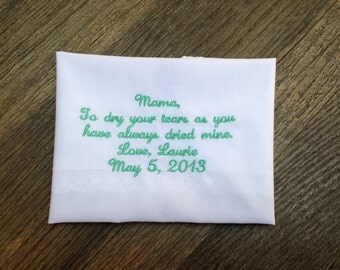 Mama,
To dry your tears as you
have always dried mine.
Love, Laurie
May 5, 2013